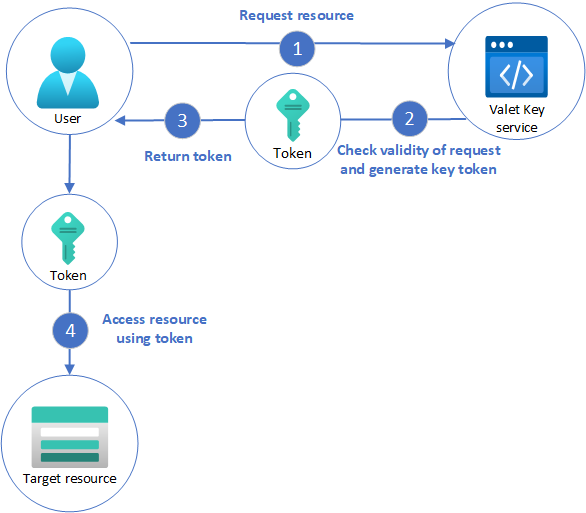 Request resource
1
User
Valet Key
service
3
Token
2
Return token
Check validity of request
and generate key token
Token
4
Access resource
using token
Target resource